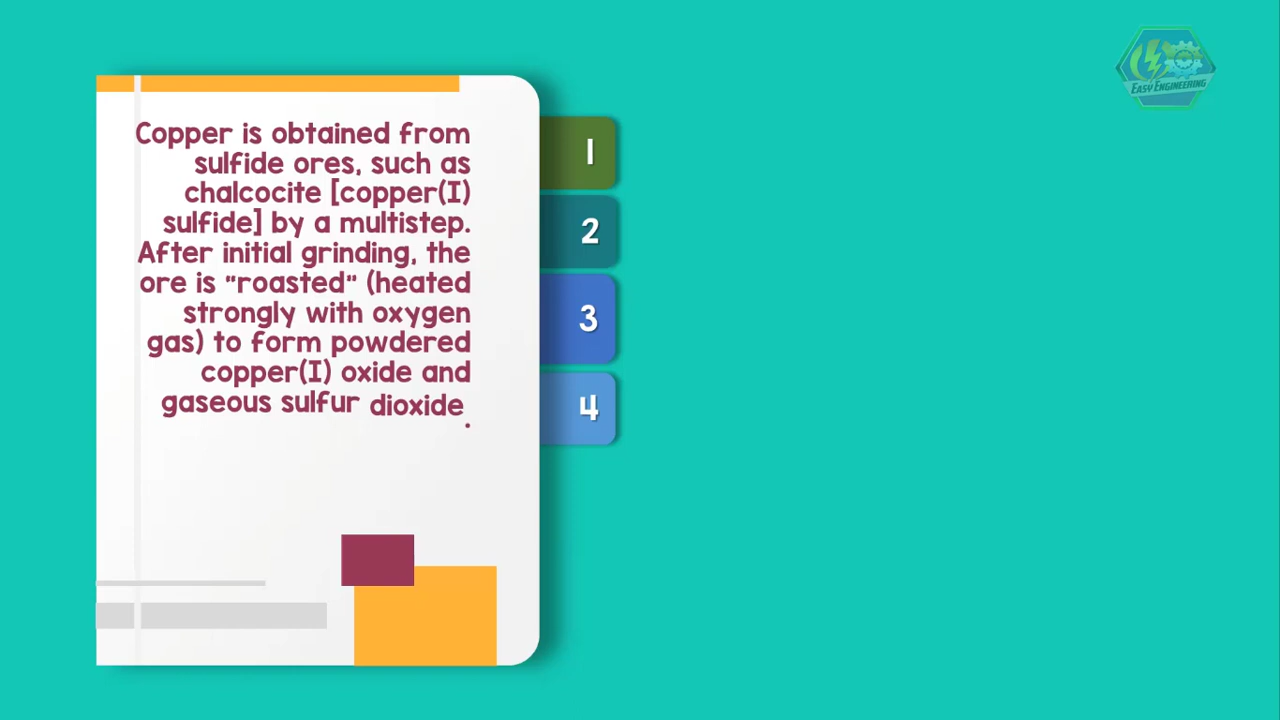 Copper is obtained from
sulfide ores, such as
chalcocite [copper(I)
sulfide] by a multistep.
After initial grinding, the
ore is “roasted” (heated
strongly with oxygen
gas) to form powdered
copper(I) oxide and
gaseous sulfur dioxide
.
1
2
3
4
EASY ENGINEERING